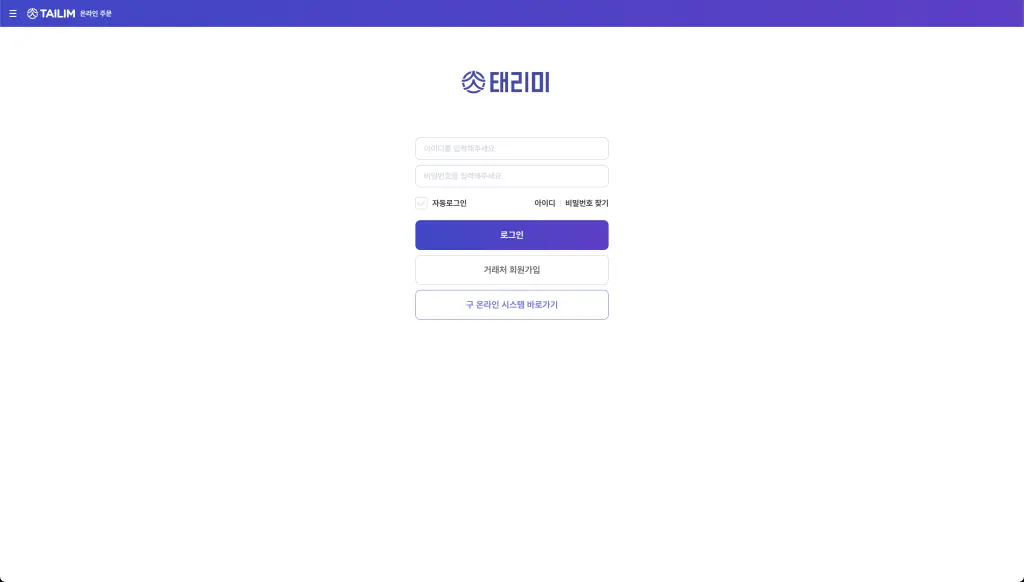 TAILIM 온라인 주문
태리미
아이디를 입력해주세요
비밀번호를 입력해주세요
자동로그인 아이디 | 비밀번호 찾기
로그인
거래처 회원가입
구 온라인 시스템 바로가기